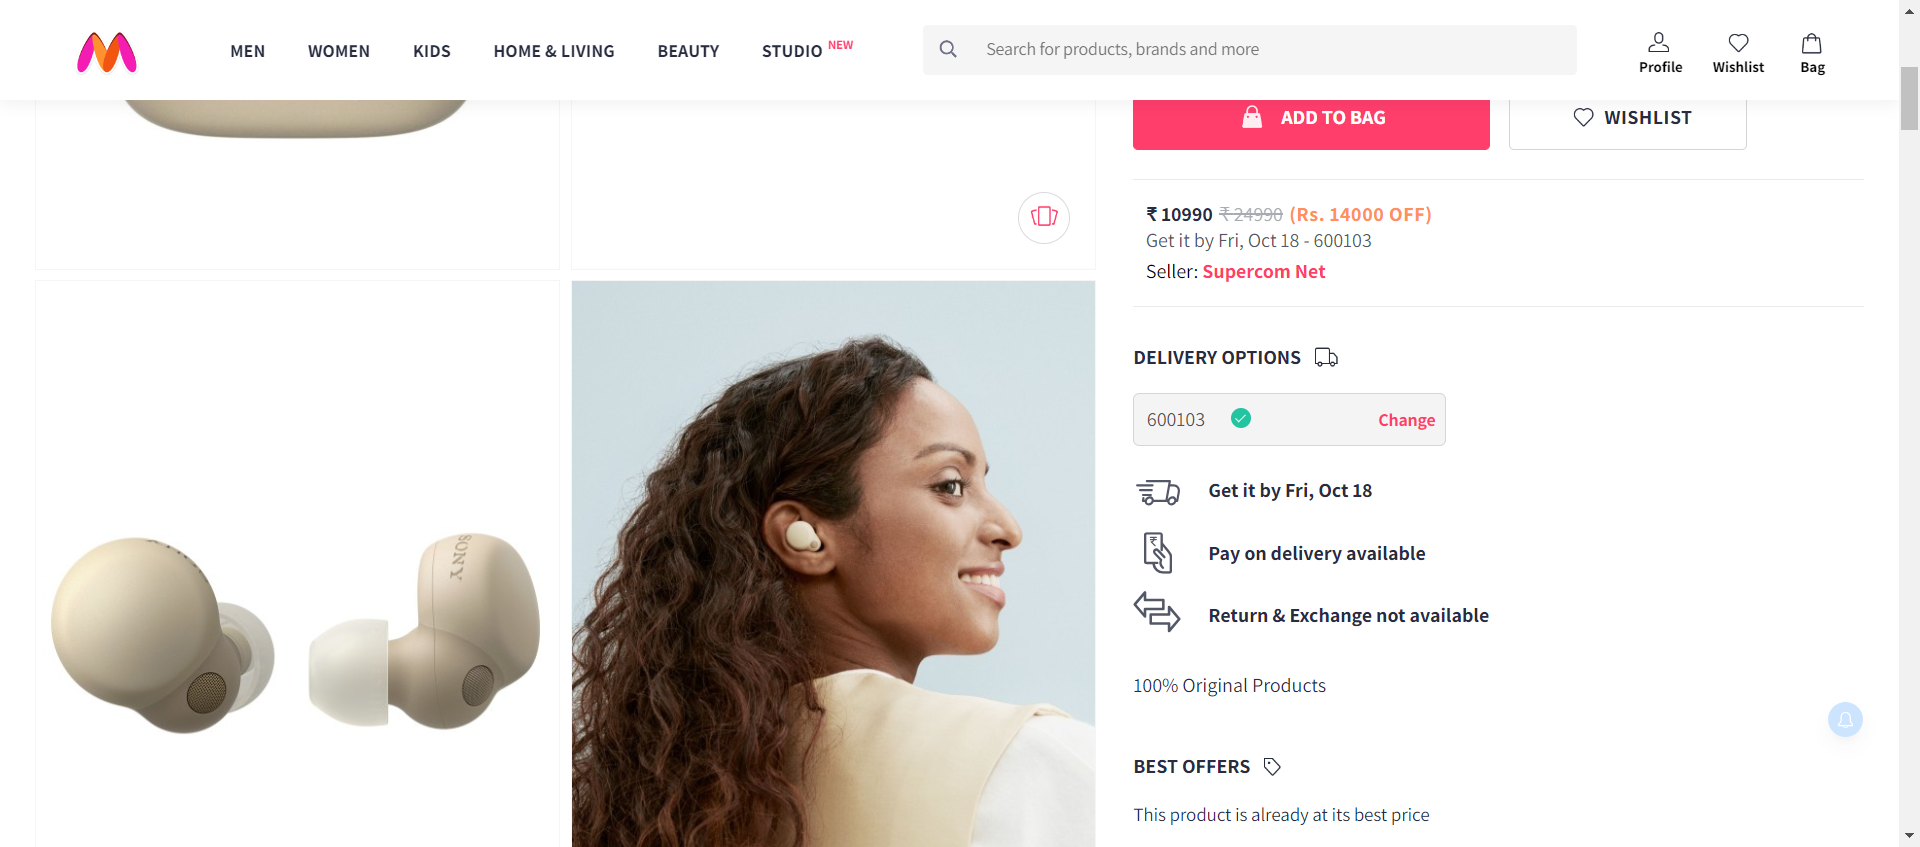 MEN
WOMEN
KIDS
HOME & LIVING
BEAUTY
STUDIO NEW
Search for products, brands and more
Profile
Wishlist
Bag
ADD TO BAG
WISHLIST
₹ 10990 ₹ 24990 (Rs. 14000 OFF)
Get it by Fri, Oct 18 - 600103
Seller: Supercom Net
DELIVERY OPTIONS
600103
Change
Get it by Fri, Oct 18
₹
Pay on delivery available
Return & Exchange not available
100% Original Products
BEST OFFERS
This product is already at its best price
SONY